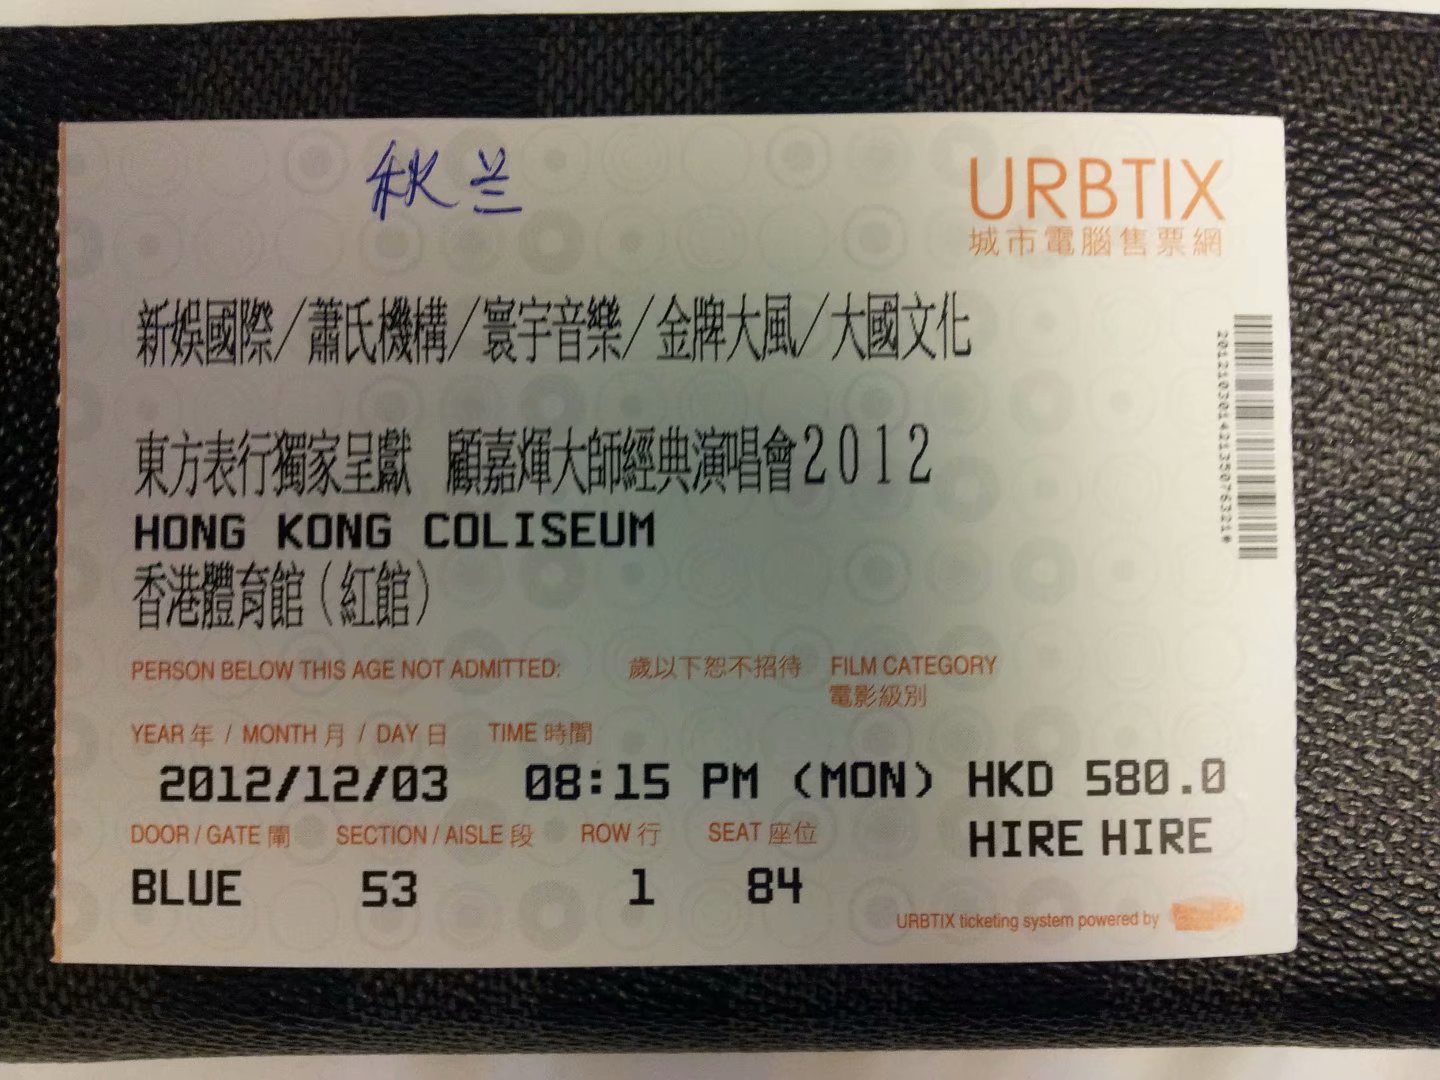 秋兰
URBTIX
城市電腦售票網
新娛國際/蕭氏機構/寰宇音樂/金牌大風/大國文化
東方表行獨家呈獻 顧嘉煇大師經典演唱會2012
HONG KONG COLISEUM
香港體育館(紅館)
PERSON BELOW THIS AGE NOT ADMITTED: 歲以下恕不招待 FILM CATEGORY
電影級別
YEAR 年 / MONTH 月 / DAY 日 TIME 時間
2012/12/03 08:15 PM (MON) HKD 580.0
DOOR / GATE 閘 SECTION / AISLE 段 ROW 行 SEAT 座位 HIRE HIRE
BLUE 53 1 84
URBTIX ticketing system powered by